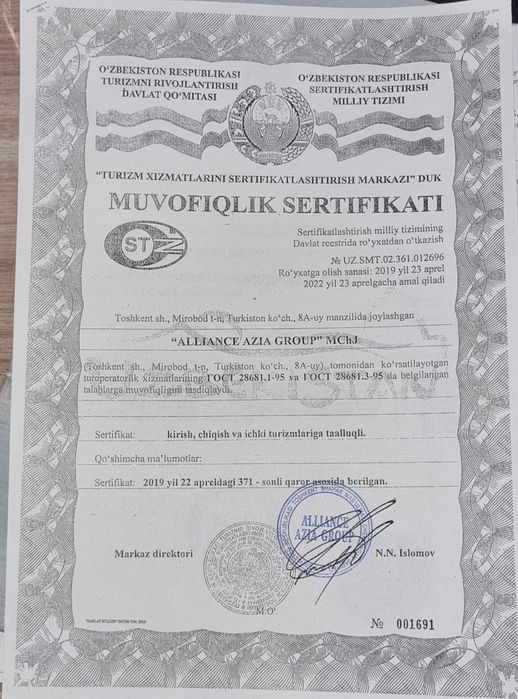 O‘ZBEKISTON RESPUBLIKASI
TURIZMNI RIVOJLANTIRISH
DAVLAT QO‘MITASI
O‘ZBEKISTON RESPUBLIKASI
SERTIFIKATLASHTIRISH
MILLIY TIZIMI
“TURIZM XIZMATLARINI SERTIFIKATLASHTIRISH MARKAZI” DUK
MUVOFIQLIK SERTIFIKATI
STZ
Sertifikatlashtirish milliy tizimining
Davlat reestrida ro‘yxatdan o‘tkazish
№ UZ.SMT.02.361.012696
Ro‘yxatga olish sanasi: 2019 yil 23 aprel
2022 yil 23 aprelgacha amal qiladi
Toshkent sh., Mirobod t-n, Turkiston ko‘ch., 8A-uy manzilida joylashgan
“ALLIANCE AZIA GROUP” MChJ
(Toshkent sh., Mirobod t-n, Turkiston ko‘ch., 8A-uy) tomonidan ko‘rsatilayotgan
turoperatorlik xizmatlarining ГОСТ 28681.1-95 va ГОСТ 28681.3-95 da belgilangan
talablarga muvofiqligini tasdiqlaydi.
Sertifikat: kirish, chiqish va ichki turizmlariga taalluqli.
Qo‘shimcha ma’lumotlar:
Sertifikat: 2019 yil 22 apreldagi 371 - sonli qaror asosida berilgan.
ALLIANCE
AZIA GROUP
Markaz direktori
N.N. Islomov
M.O‘.
№ 001691